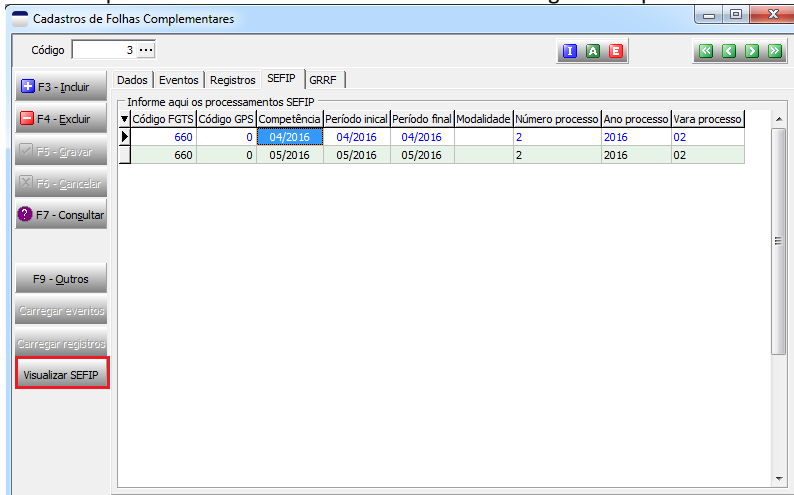 Cadastros de Folhas Complementares
Código 3 ...
I A E
F3 - Incluir
F4 - Excluir
F5 - Gravar
F6 - Cancelar
F7 - Consultar
F9 - Outros
Carregar eventos
Carregar registros
Visualizar SEFIP
Dados Eventos Registros SEFIP GRRF
Informe aqui os processamentos SEFIP
Código FGTS Código GPS Competência Período inical Período final Modalidade Número processo Ano processo Vara processo
660 0 04/2016 04/2016 04/2016 2 2016 02
660 0 05/2016 05/2016 05/2016 2 2016 02